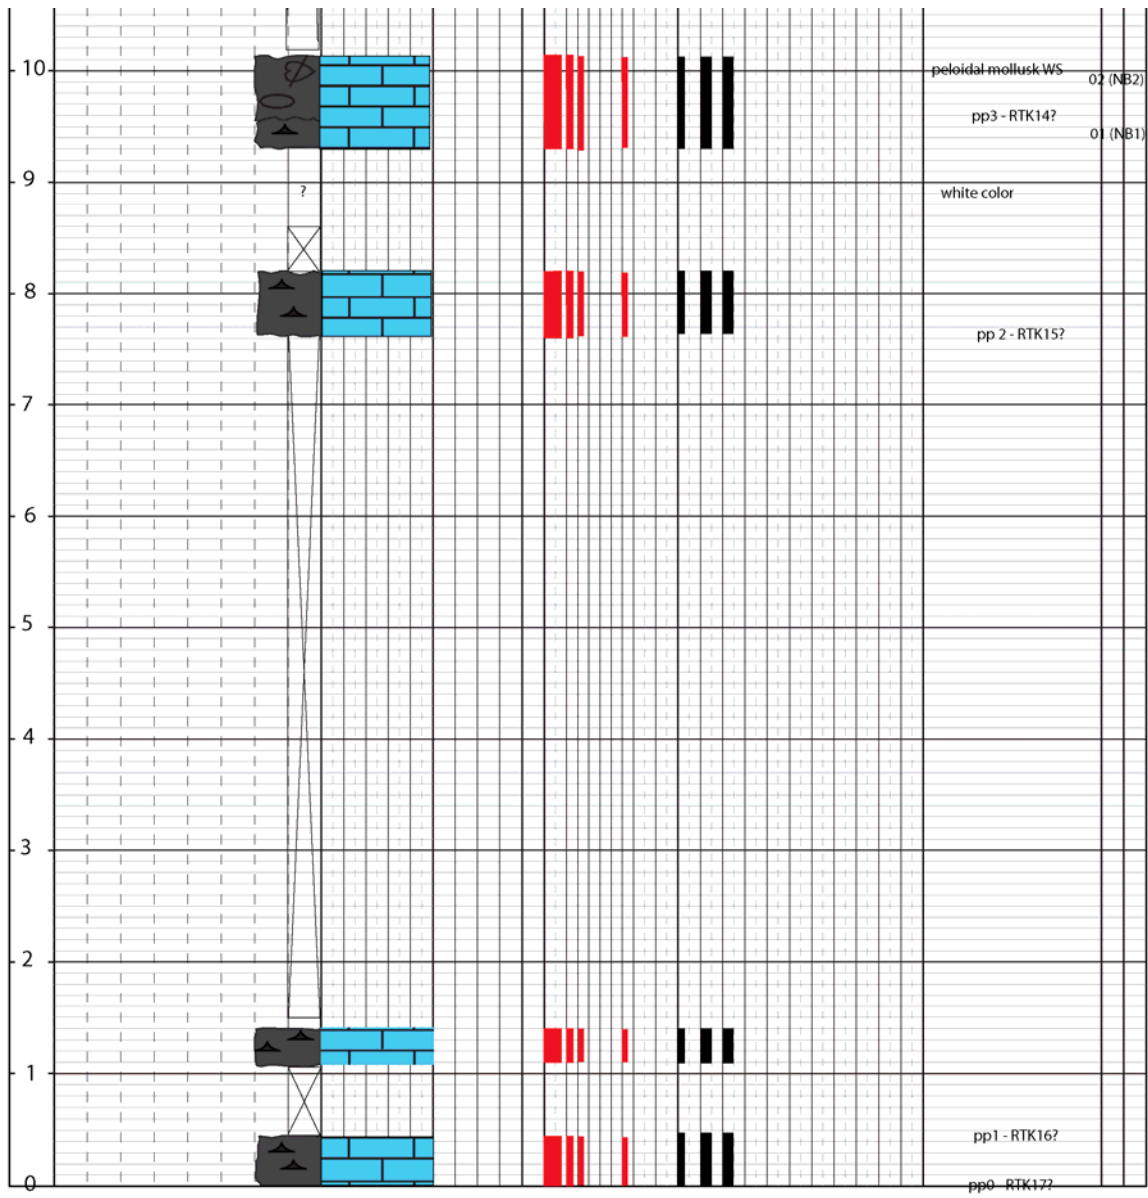 10
peloidal mollusk WS
02 (NB2)
pp3 - RTK14?
01 (NB1)
9
?
white color
8
pp 2 - RTK15?
7
6
5
4
3
2
1
pp1 - RTK16?
0
pp0 - RTK17?